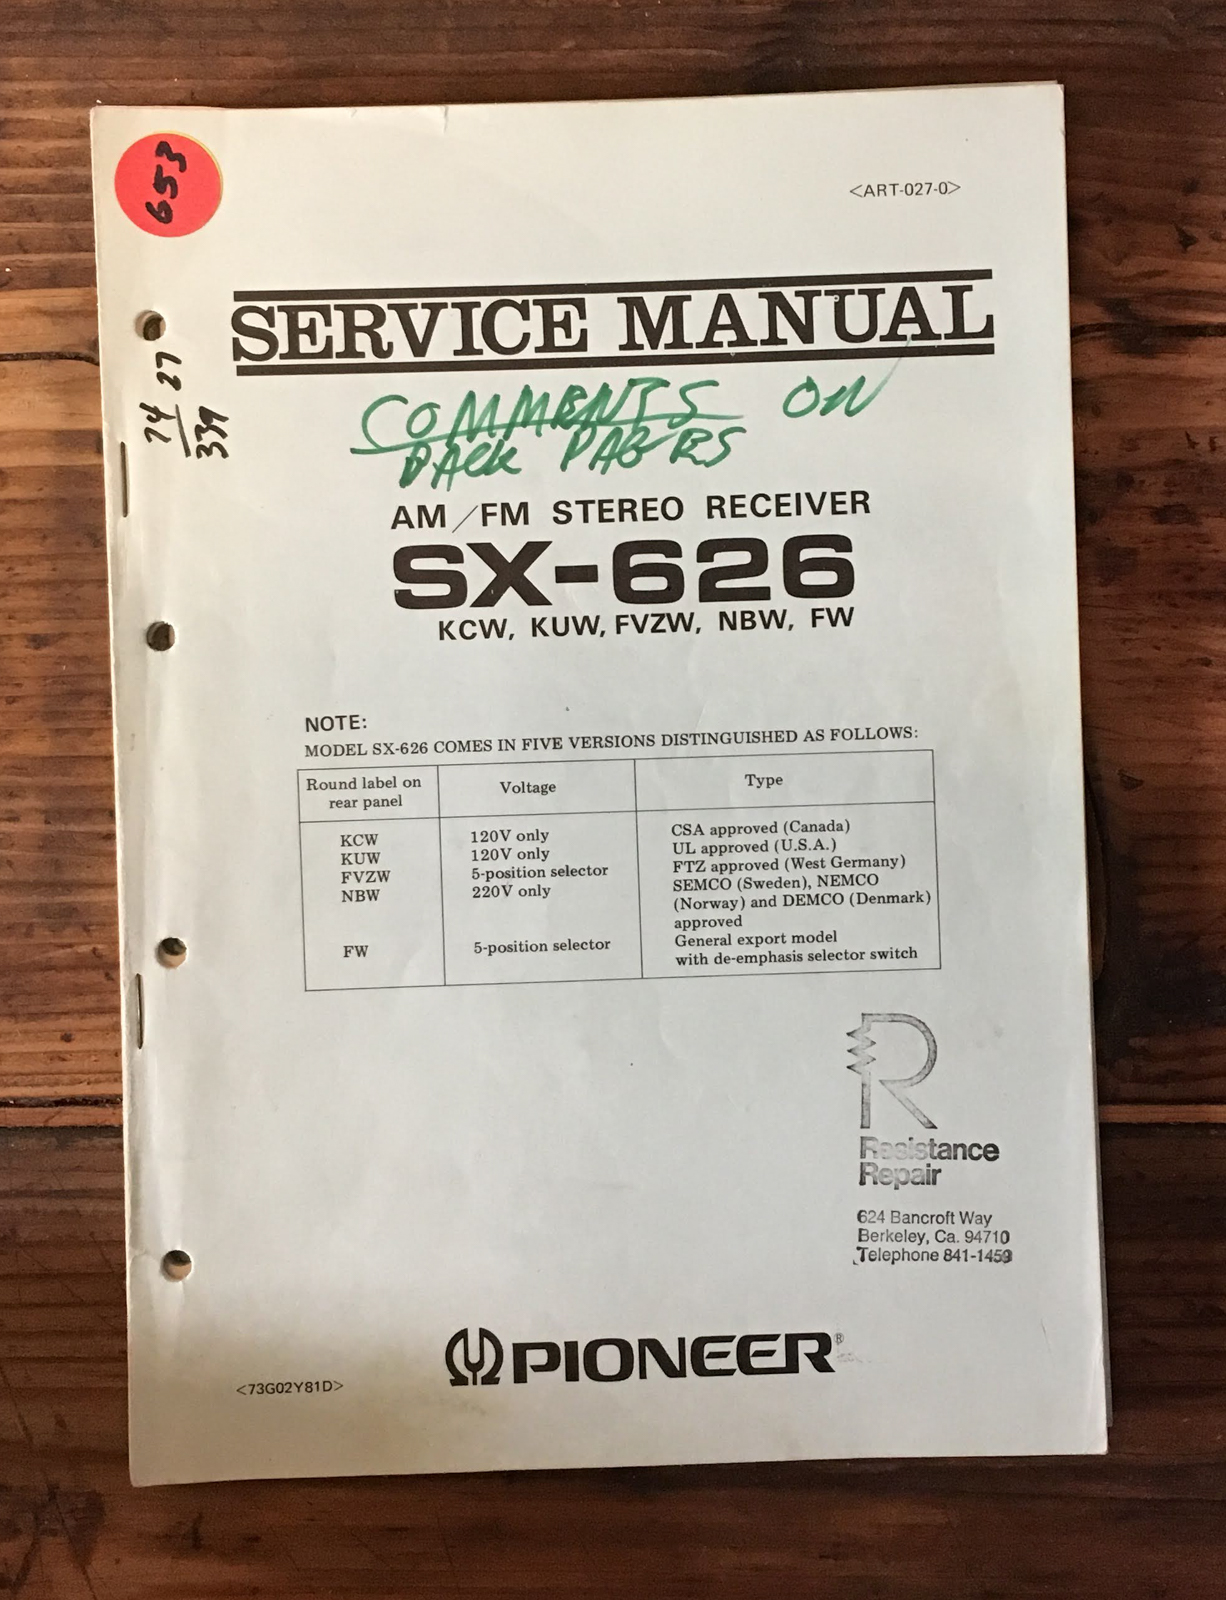 653
<ART-027-0>
SERVICE MANUAL
27
74
339
COMMENTS ON
BACK PAGES
AM/FM STEREO RECEIVER
SX-626
KCW, KUW, FVZW, NBW, FW
NOTE:
MODEL SX-626 COMES IN FIVE VERSIONS DISTINGUISHED AS FOLLOWS:
Round label on rear panel Voltage Type
KCW 120V only CSA approved (Canada)
KUW 120V only UL approved (U.S.A.)
FVZW 5-position selector FTZ approved (West Germany)
NBW 220V only SEMCO (Sweden), NEMCO
(Norway) and DEMCO (Denmark)
approved
FW 5-position selector General export model
with de-emphasis selector switch
R
Resistance
Repair
624 Bancroft Way
Berkeley, Ca. 94710
Telephone 841-1459
PIONEER®
<73G02Y81D>